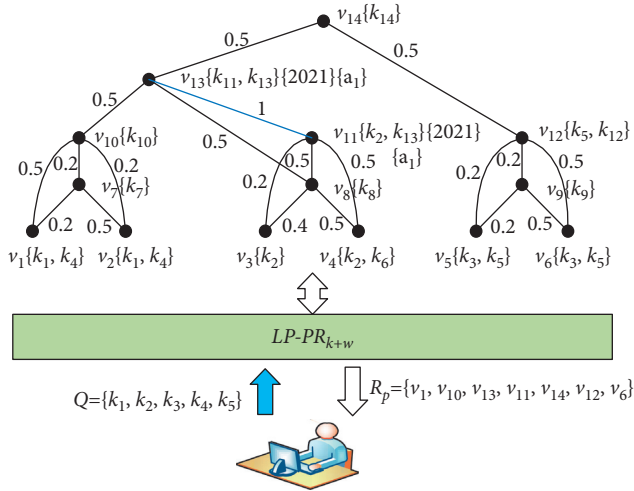 v14{k14}
0.5
0.5
v13{k11, k13}{2021}{a1}
0.5
1
0.5
v10{k10}
v11{k2, k13}{2021}
{a1}
v12{k5, k12}
0.5
0.2
0.2
0.2
0.5
0.5
0.2
0.2
0.5
v7{k7}
v8{k8}
v9{k9}
0.2
0.5
0.4
0.5
0.2
0.5
v1{k1, k4}
v2{k1, k4}
v3{k2}
v4{k2, k6}
v5{k3, k5}
v6{k3, k5}
LP-PRk+w
Q={k1, k2, k3, k4, k5}
Rp={v1, v10, v13, v11, v14, v12, v6}